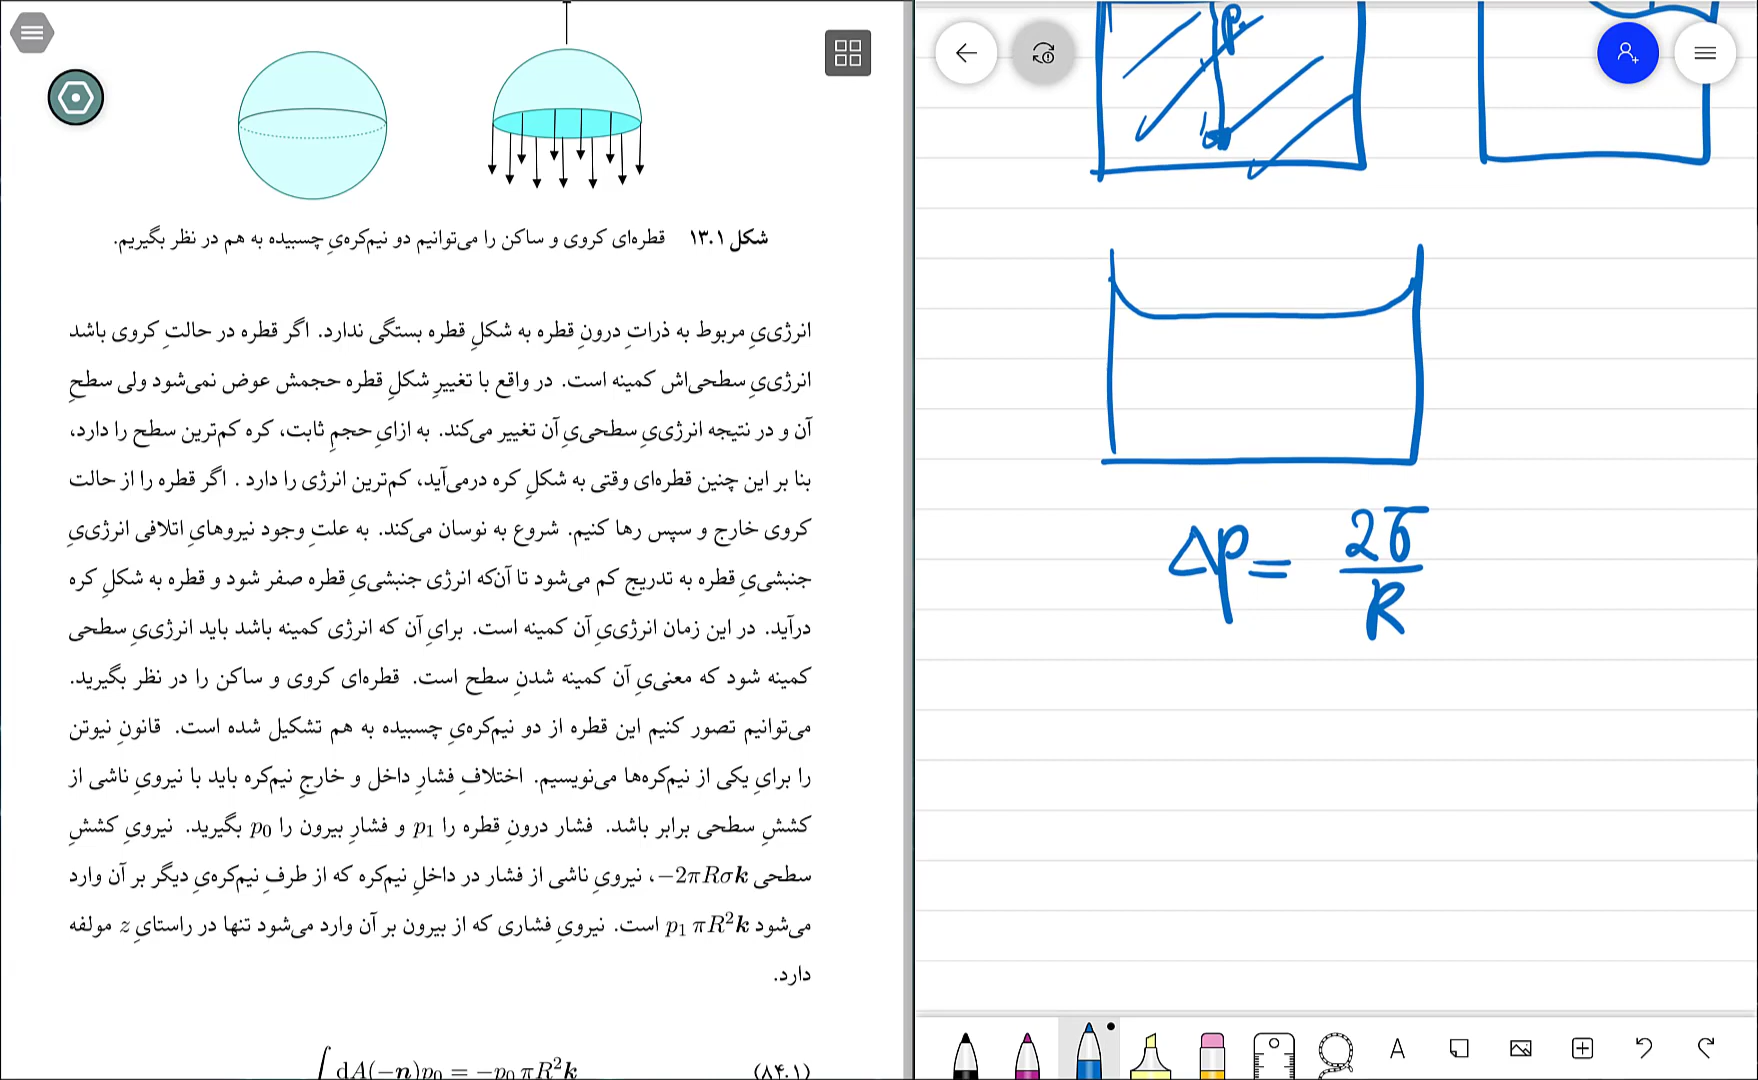 شکل ۱۳.۱ قطره‌ای کروی و ساکن را می‌توانیم دو نیم‌کره‌یِ چسبیده به هم در نظر بگیریم.
انرژی‌یِ مربوط به ذراتِ درونِ قطره به شکلِ قطره بستگی ندارد. اگر قطره در حالتِ کروی باشد
انرژی‌یِ سطحی‌اش کمینه است. در واقع با تغییرِ شکلِ قطره حجمش عوض نمی‌شود ولی سطحِ
آن و در نتیجه انرژی‌یِ سطحی‌یِ آن تغییر می‌کند. به ازایِ حجمِ ثابت، کره کم‌ترین سطح را دارد،
بنا بر این چنین قطره‌ای وقتی به شکلِ کره درمی‌آید، کم‌ترین انرژی را دارد . اگر قطره را از حالت
کروی خارج و سپس رها کنیم. شروع به نوسان می‌کند. به علتِ وجود نیروهایِ اتلافی انرژی‌یِ
جنبشی‌یِ قطره به تدریج کم می‌شود تا آن‌که انرژی جنبشی‌یِ قطره صفر شود و قطره به شکلِ کره
درآید. در این زمان انرژی‌یِ آن کمینه است. برایِ آن که انرژی کمینه باشد باید انرژی‌یِ سطحی
کمینه شود که معنی‌یِ آن کمینه شدنِ سطح است. قطره‌ای کروی و ساکن را در نظر بگیرید.
می‌توانیم تصور کنیم این قطره از دو نیم‌کره‌یِ چسبیده به هم تشکیل شده است. قانونِ نیوتن
را برایِ یکی از نیم‌کره‌ها می‌نویسیم. اختلافِ فشارِ داخل و خارجِ نیم‌کره باید با نیرویِ ناشی از
کششِ سطحی برابر باشد. فشار درونِ قطره را p₁ و فشارِ بیرون را p₀ بگیرید. نیرویِ کششِ
سطحی −2πRσk، نیرویِ ناشی از فشار در داخلِ نیم‌کره که از طرفِ نیم‌کره‌یِ دیگر بر آن وارد
می‌شود p₁ πR²k است. نیرویِ فشاری که از بیرون بر آن وارد می‌شود تنها در راستایِ z مولفه
دارد.
∫ dA(−n)p₀ = −p₀ πR²k (۸۴.۱)
Δp = 2σ/R
A